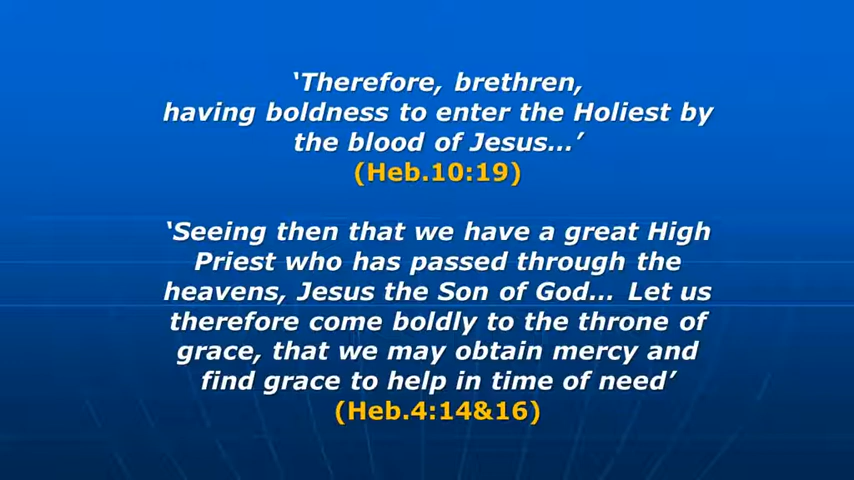 ‘Therefore, brethren,
having boldness to enter the Holiest by
the blood of Jesus...’
(Heb.10:19)
‘Seeing then that we have a great High
Priest who has passed through the
heavens, Jesus the Son of God... Let us
therefore come boldly to the throne of
grace, that we may obtain mercy and
find grace to help in time of need’
(Heb.4:14&16)